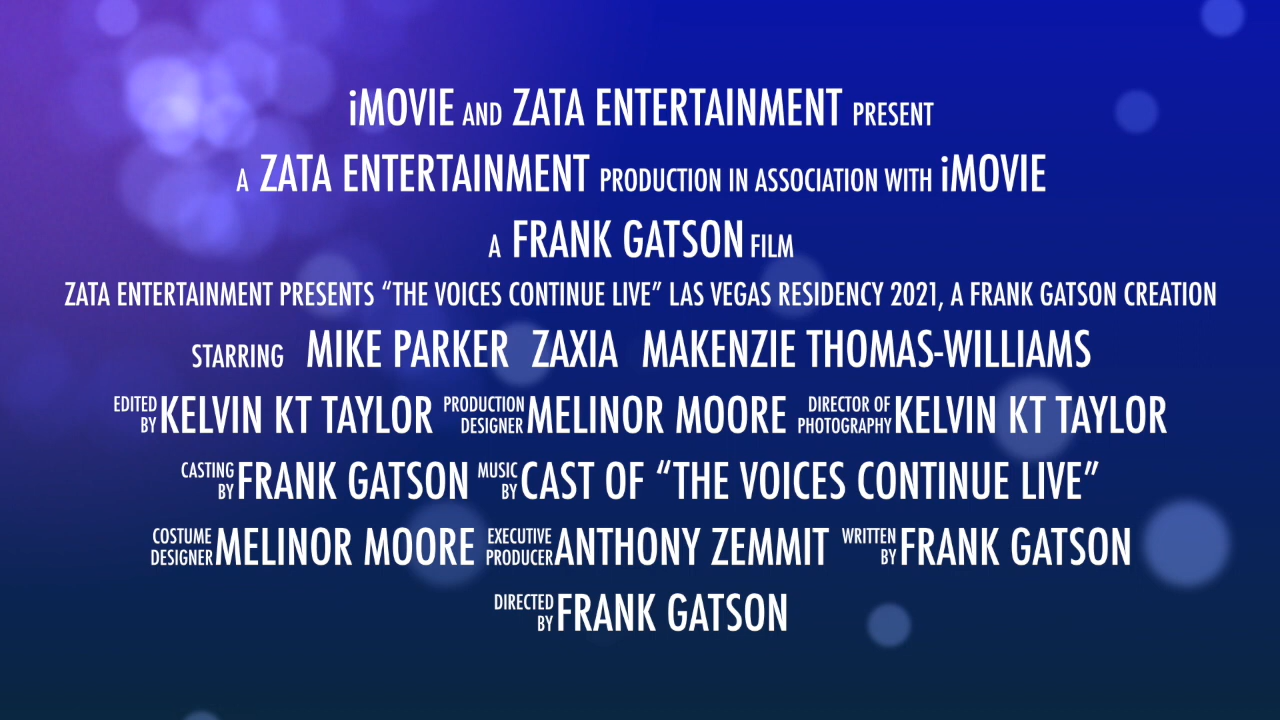 iMOVIE AND ZATA ENTERTAINMENT PRESENT
A ZATA ENTERTAINMENT PRODUCTION IN ASSOCIATION WITH iMOVIE
A FRANK GATSON FILM
ZATA ENTERTAINMENT PRESENTS “THE VOICES CONTINUE LIVE” LAS VEGAS RESIDENCY 2021, A FRANK GATSON CREATION
STARRING MIKE PARKER ZAXIA MAKENZIE THOMAS-WILLIAMS
EDITED BY KELVIN KT TAYLOR PRODUCTION DESIGNER MELINOR MOORE DIRECTOR OF PHOTOGRAPHY KELVIN KT TAYLOR
CASTING BY FRANK GATSON MUSIC BY CAST OF “THE VOICES CONTINUE LIVE”
COSTUME DESIGNER MELINOR MOORE EXECUTIVE PRODUCER ANTHONY ZEMMIT WRITTEN BY FRANK GATSON
DIRECTED BY FRANK GATSON